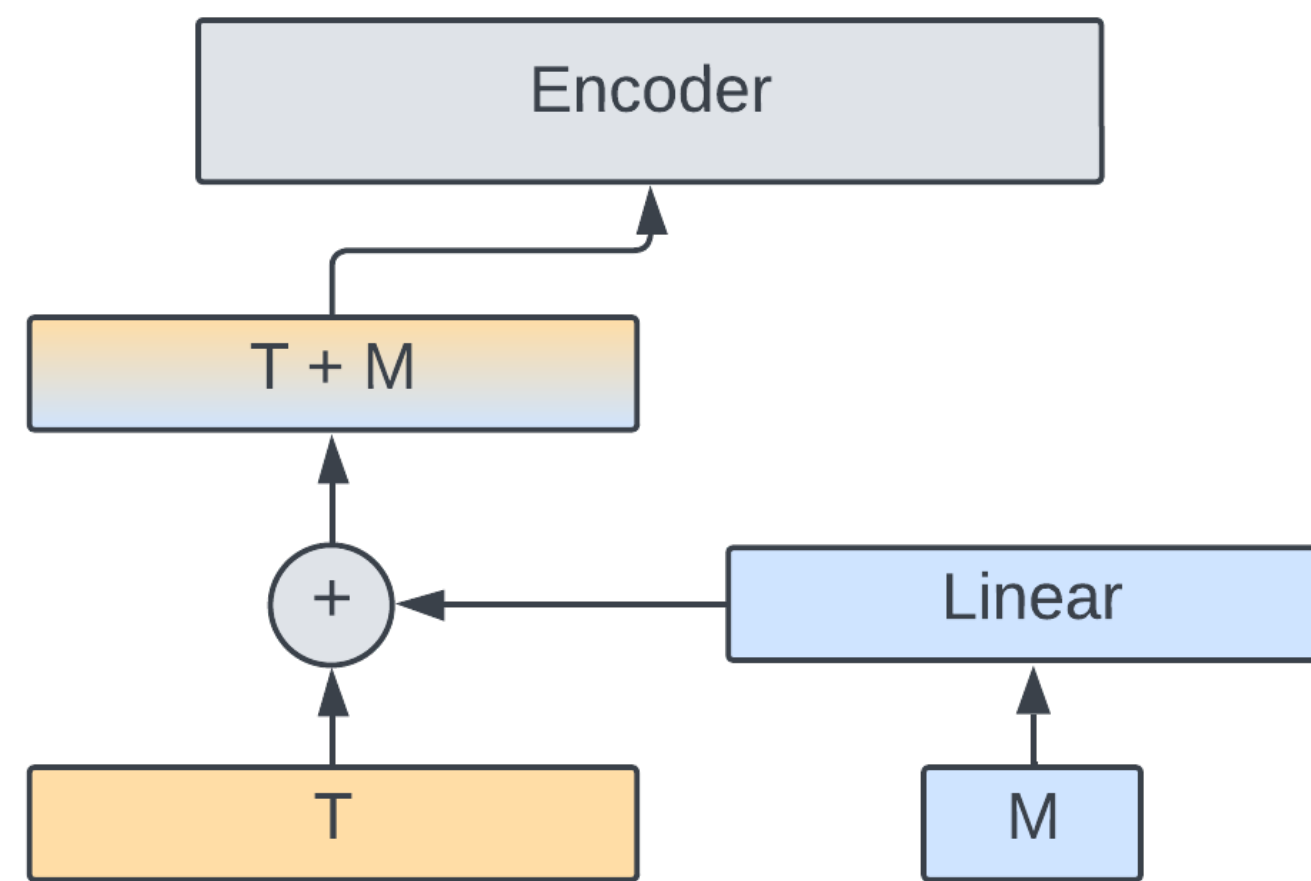 Encoder
T + M
+
Linear
T
M